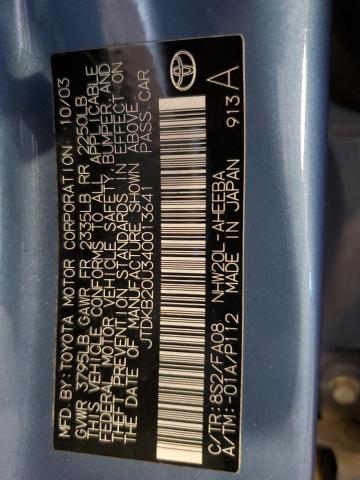 MFD. BY: TOYOTA MOTOR CORPORATION 10/03
GVWR 3795LB GAWR FR 2335LB RR 2250LB
THIS VEHICLE CONFORMS TO ALL APPLICABLE
FEDERAL MOTOR VEHICLE SAFETY, BUMPER, AND
THEFT PREVENTION STANDARDS IN EFFECT ON
THE DATE OF MANUFACTURE SHOWN ABOVE.
JTDKB20U340013641 PASS.CAR
C/TR: 8S2/FA08 NHW20L-AHEEBA
A/TM: -01A/P112 MADE IN JAPAN 913 A